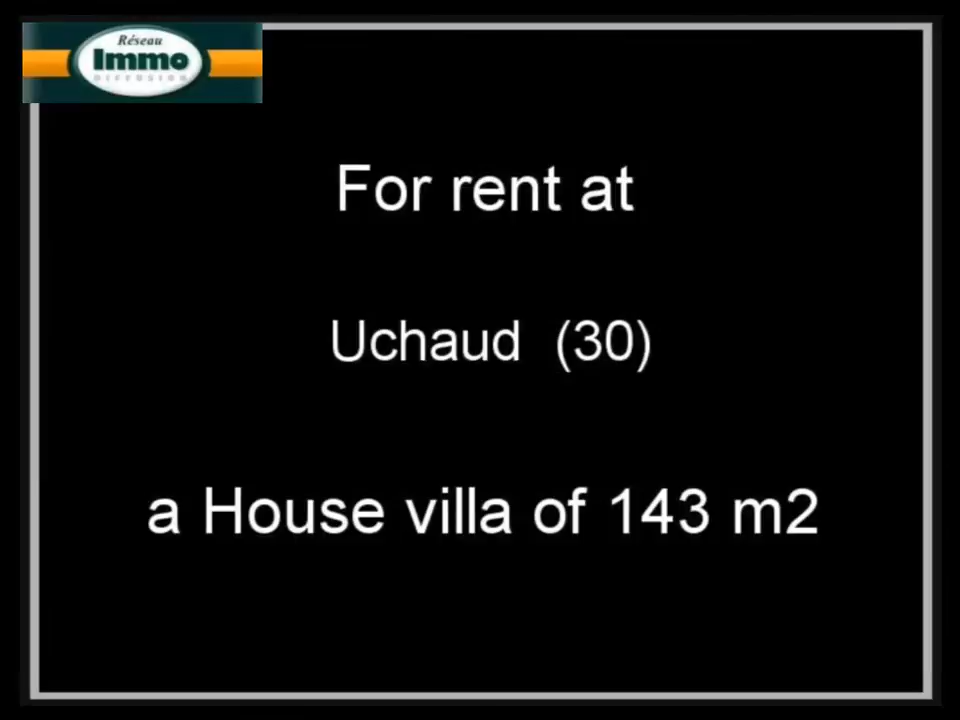 Réseau
Immo
DIFFUSION
For rent at
Uchaud (30)
a House villa of 143 m2